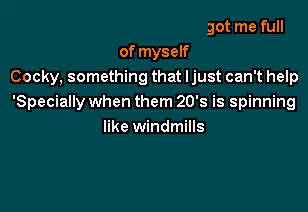 got me full
of myself
Cocky, something that I just can't help
'Specially when them 20's is spinning
like windmills